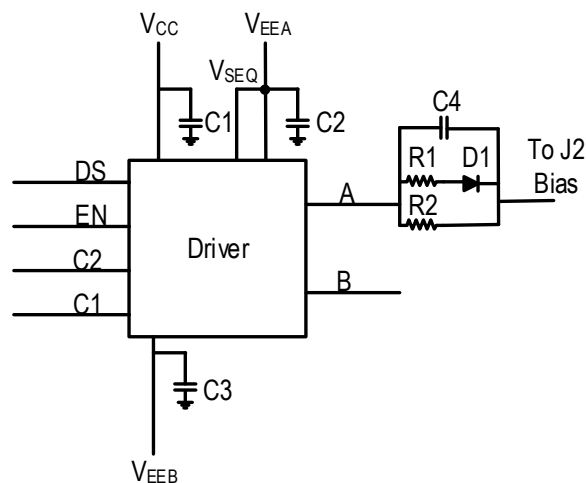 VCC
VEEA
VSEQ
C1
C2
C4
R1
D1
R2
To J2
Bias
DS
EN
C2
C1
Driver
A
B
C3
VEEB